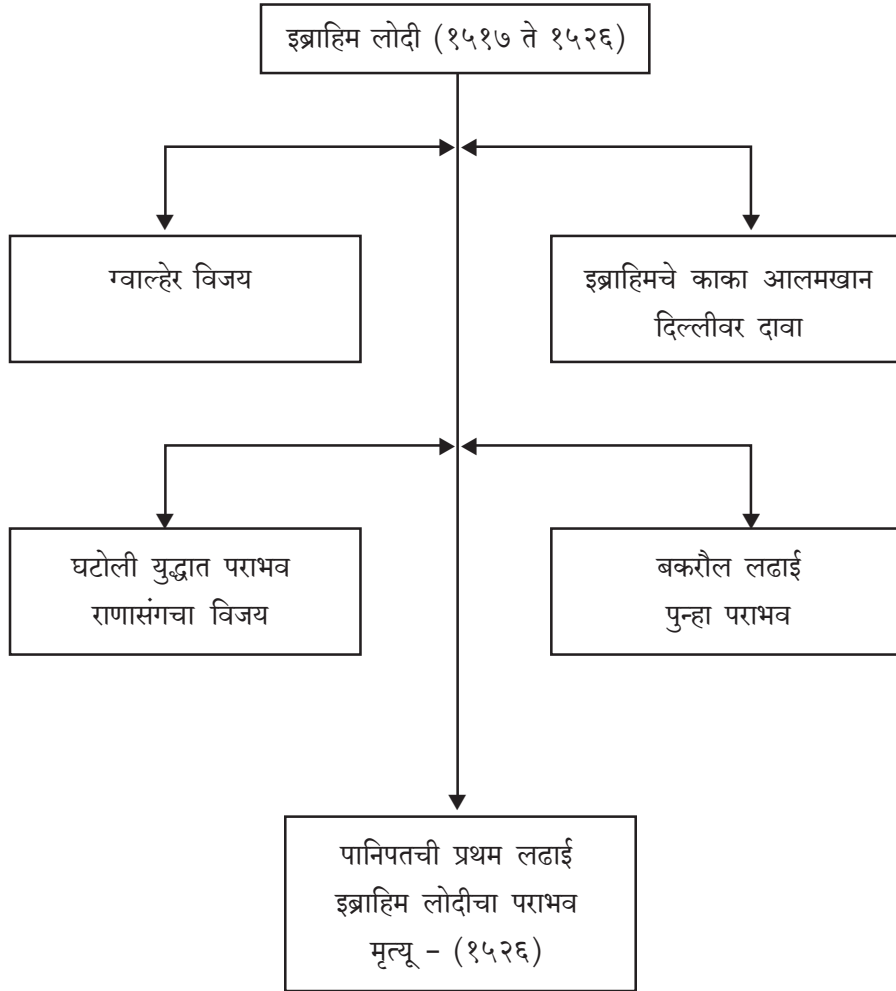 इब्राहिम लोदी (१५१७ ते १५२६)
ग्वाल्हेर विजय
इब्राहिमचे काका आलमखान
दिल्लीवर दावा
घटोली युद्धात पराभव
राणासंगचा विजय
बकरौल लढाई
पुन्हा पराभव
पानिपतची प्रथम लढाई
इब्राहिम लोदीचा पराभव
मृत्यू - (१५२६)